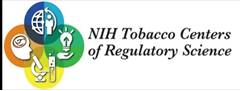 NIH Tobacco Centers
of Regulatory Science